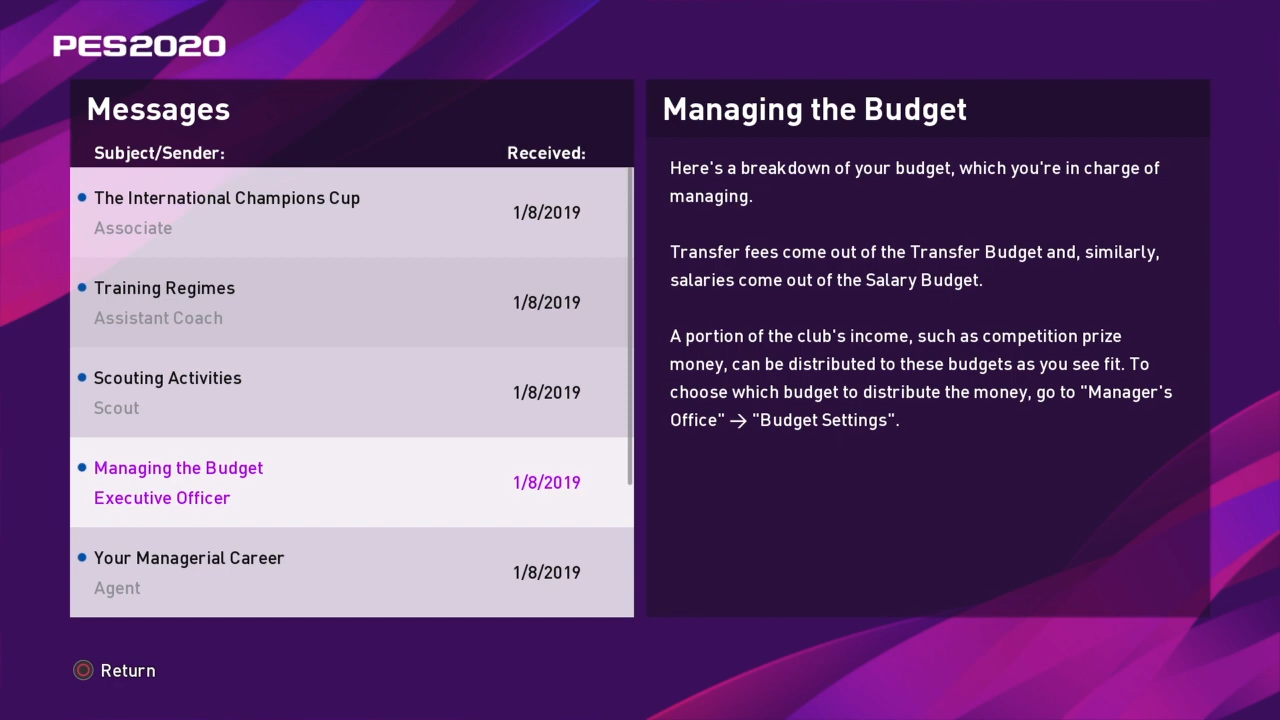 PES2020
Messages
Subject/Sender:
Received:
The International Champions Cup
Associate
1/8/2019
Training Regimes
Assistant Coach
1/8/2019
Scouting Activities
Scout
1/8/2019
Managing the Budget
Executive Officer
1/8/2019
Your Managerial Career
Agent
1/8/2019
Managing the Budget
Here's a breakdown of your budget, which you're in charge of
managing.
Transfer fees come out of the Transfer Budget and, similarly,
salaries come out of the Salary Budget.
A portion of the club's income, such as competition prize
money, can be distributed to these budgets as you see fit. To
choose which budget to distribute the money, go to "Manager's
Office" → "Budget Settings".
Return